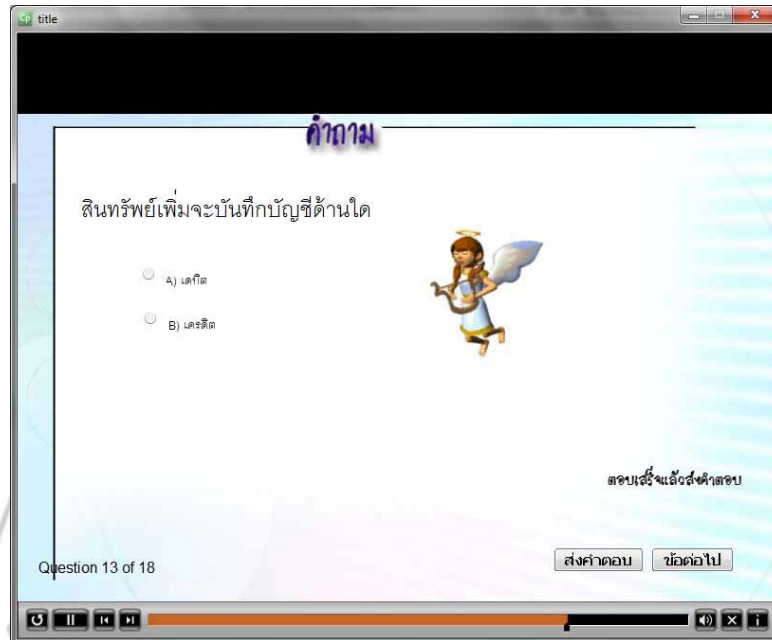 title
คำถาม
สินทรัพย์เพิ่มจะบันทึกบัญชีด้านใด
A) เดบิต
B) เครดิต
ตอบเสร็จแล้วส่งคำตอบ
Question 13 of 18
ส่งคำตอบ ข้อต่อไป